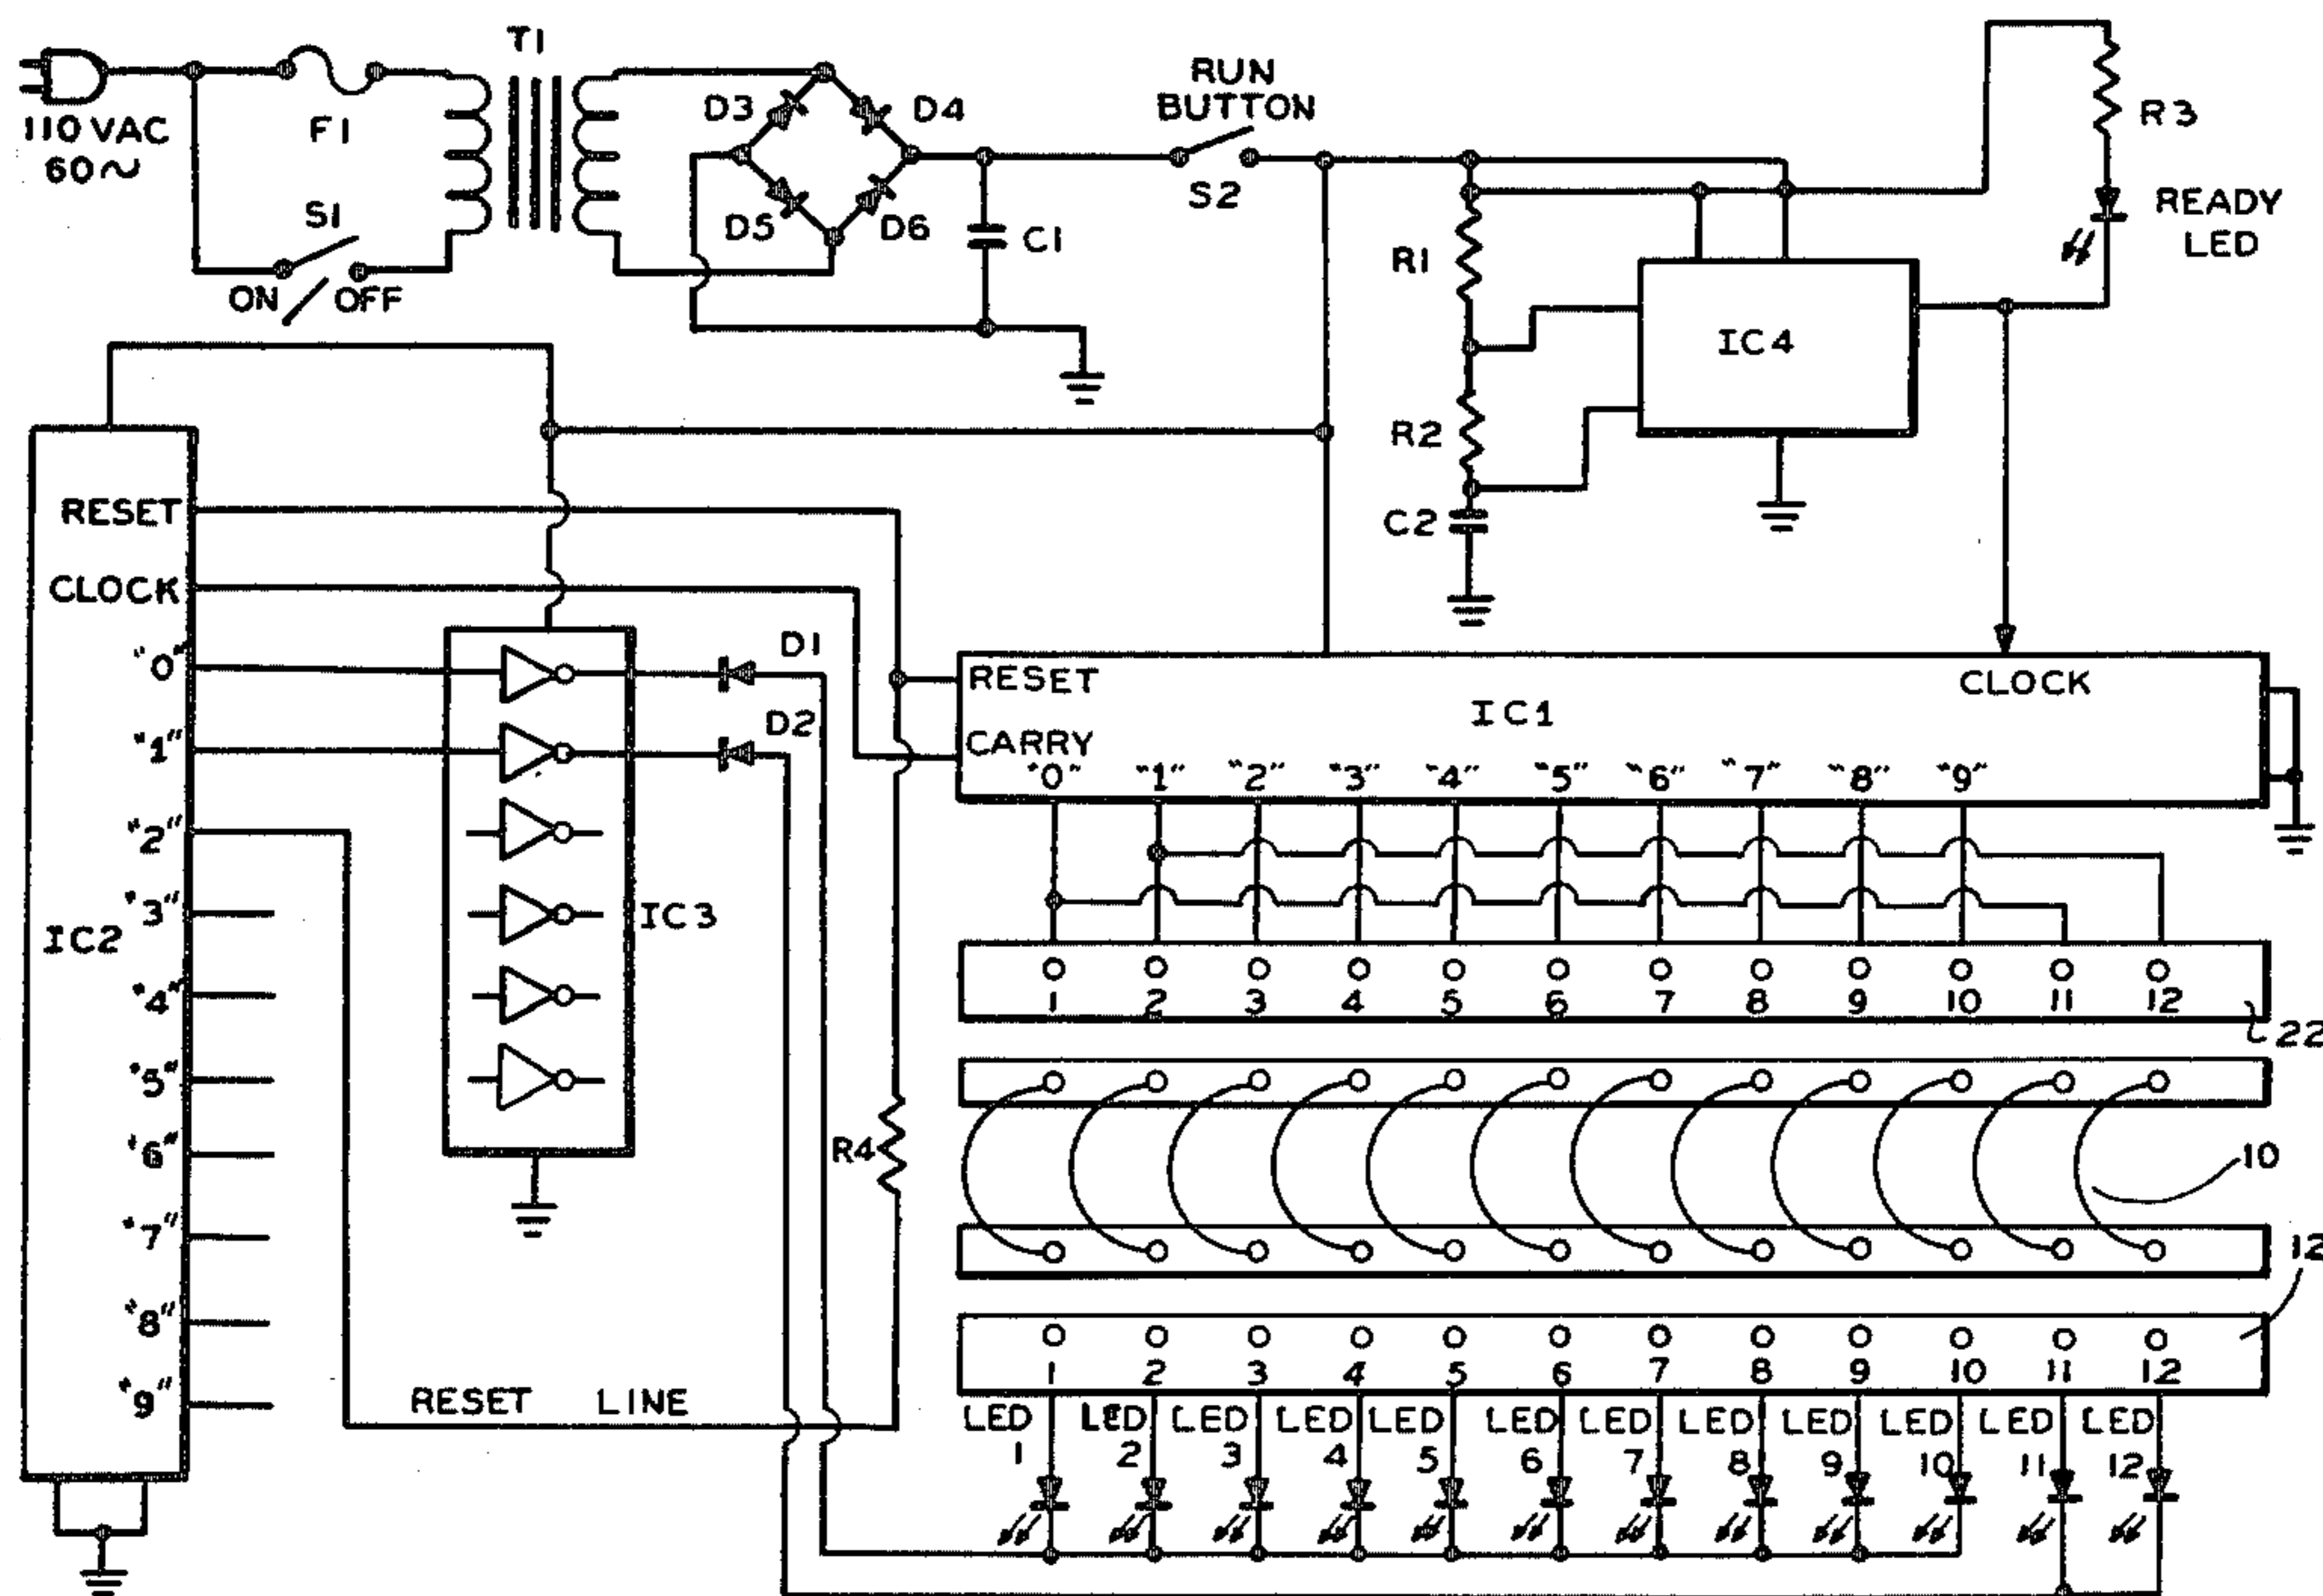 T1
RUN
BUTTON
110 VAC
60~
F1
D3
D4
R3
S1
D5
D6
C1
S2
READY
LED
ON
OFF
R1
IC4
R2
C2
RESET
CLOCK
"0"
"1"
"2"
"3"
"4"
"5"
"6"
"7"
"8"
"9"
IC2
IC3
D1
D2
RESET
CLOCK
IC1
CARRY
"0" "1" "2" "3" "4" "5" "6" "7" "8" "9"
1 2 3 4 5 6 7 8 9 10 11 12
22
R4
10
12
1 2 3 4 5 6 7 8 9 10 11 12
RESET LINE
LED LED LED LED LED LED LED LED LED LED LED LED
1 2 3 4 5 6 7 8 9 10 11 12